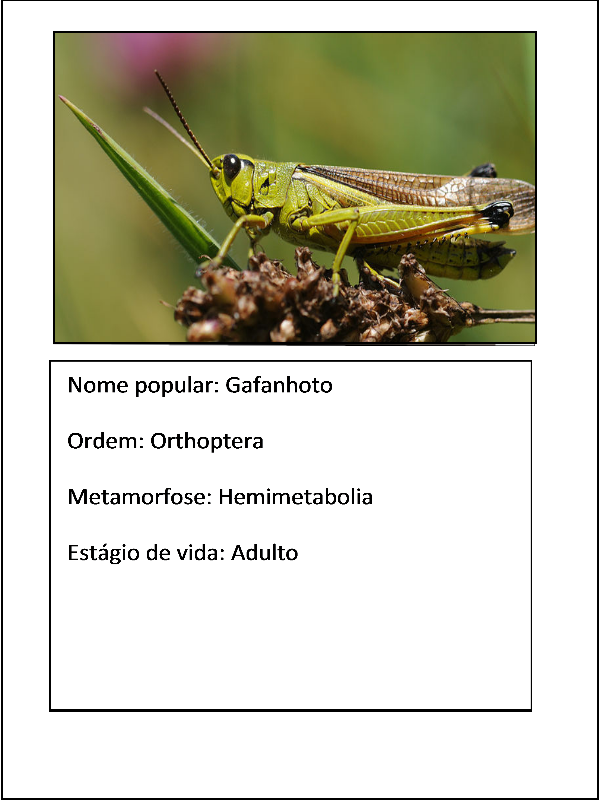 Nome popular: Gafanhoto
Ordem: Orthoptera
Metamorfose: Hemimetabolia
Estágio de vida: Adulto